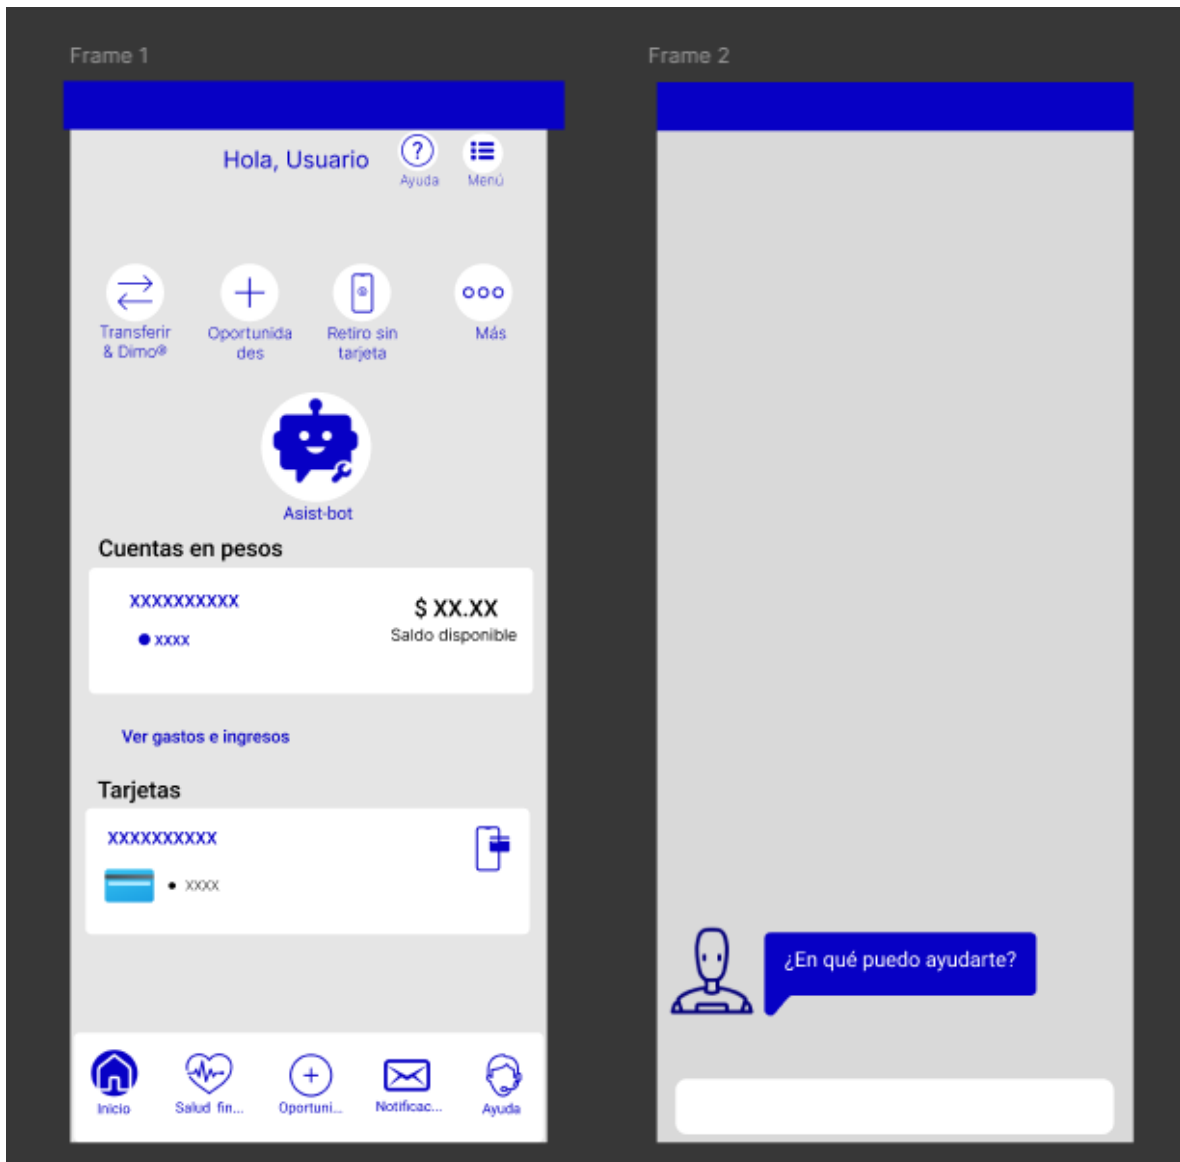 Frame 1
Hola, Usuario
Ayuda
Menú
Transferir
& Dimo®
Oportunida
des
Retiro sin
tarjeta
Más
Asist-bot
Cuentas en pesos
XXXXXXXXXX
$ XX.XX
xxxx
Saldo disponible
Ver gastos e ingresos
Tarjetas
XXXXXXXXXX
XXXX
Inicio
Salud fin...
Oportuni...
Notificac...
Ayuda
Frame 2
¿En qué puedo ayudarte?